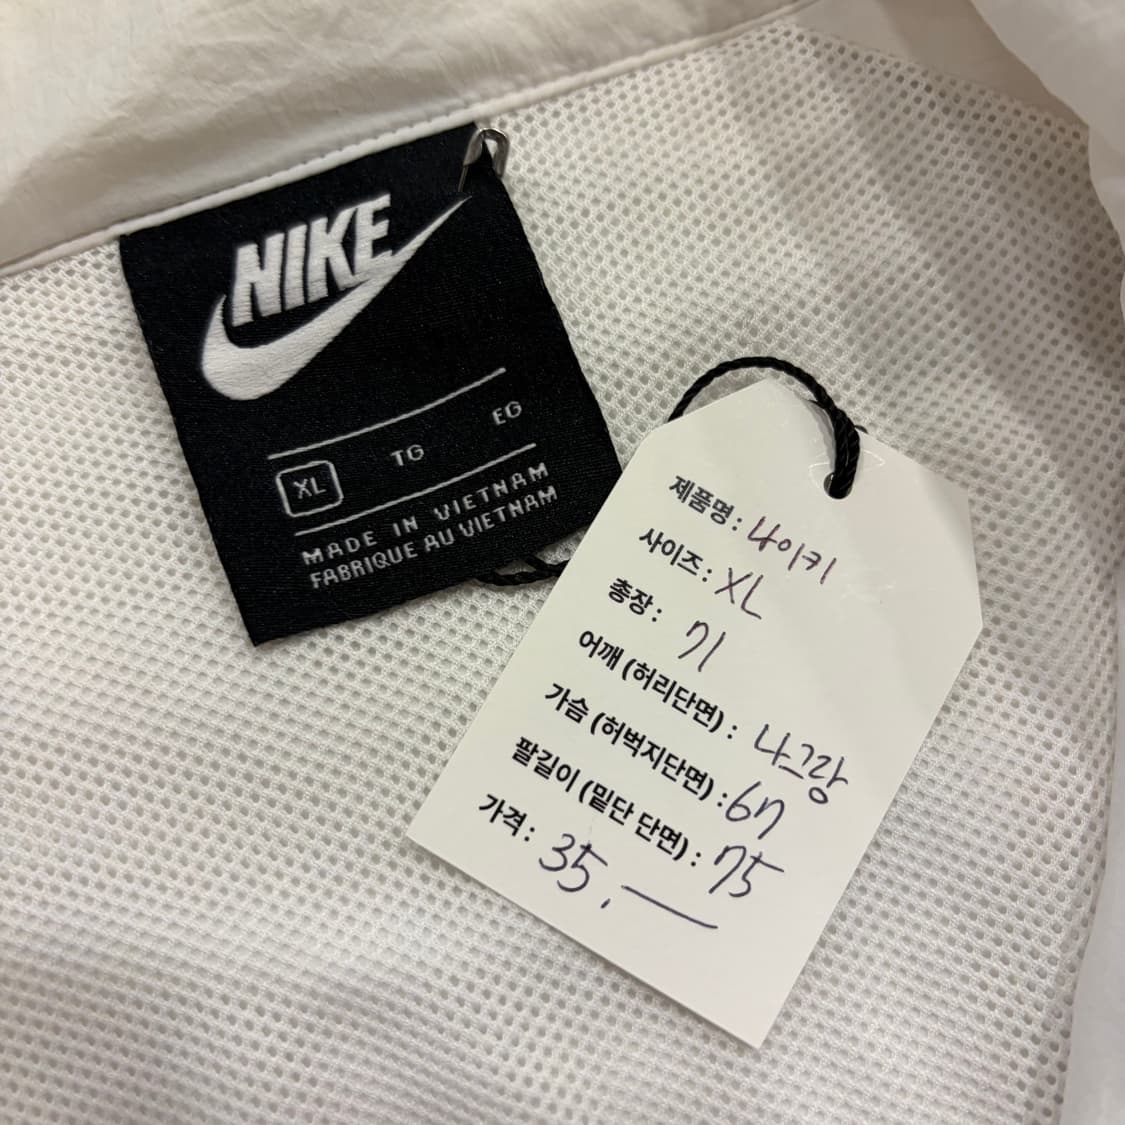 NIKE
XL TG EG
MADE IN VIETNAM
FABRIQUE AU VIETNAM
제품명 : 나이키
사이즈 : XL
총장 : 71
어깨 (허리단면) : 나그랑
가슴 (허벅지단면) : 67
팔길이 (밑단 단면) : 75
가격 : 35,—